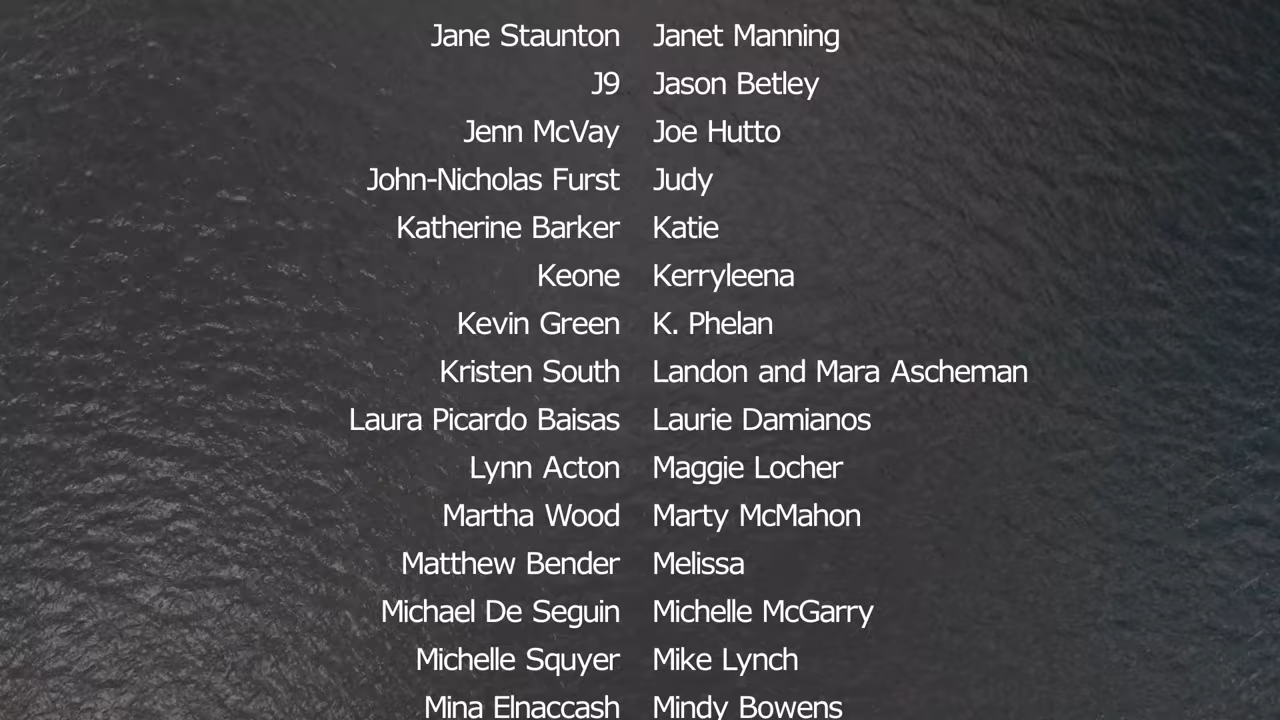 Jane Staunton Janet Manning
J9 Jason Betley
Jenn McVay Joe Hutto
John-Nicholas Furst Judy
Katherine Barker Katie
Keone Kerryleena
Kevin Green K. Phelan
Kristen South Landon and Mara Ascheman
Laura Picardo Baisas Laurie Damianos
Lynn Acton Maggie Locher
Martha Wood Marty McMahon
Matthew Bender Melissa
Michael De Seguin Michelle McGarry
Michelle Squyer Mike Lynch
Mina Elnaccash Mindy Bowens